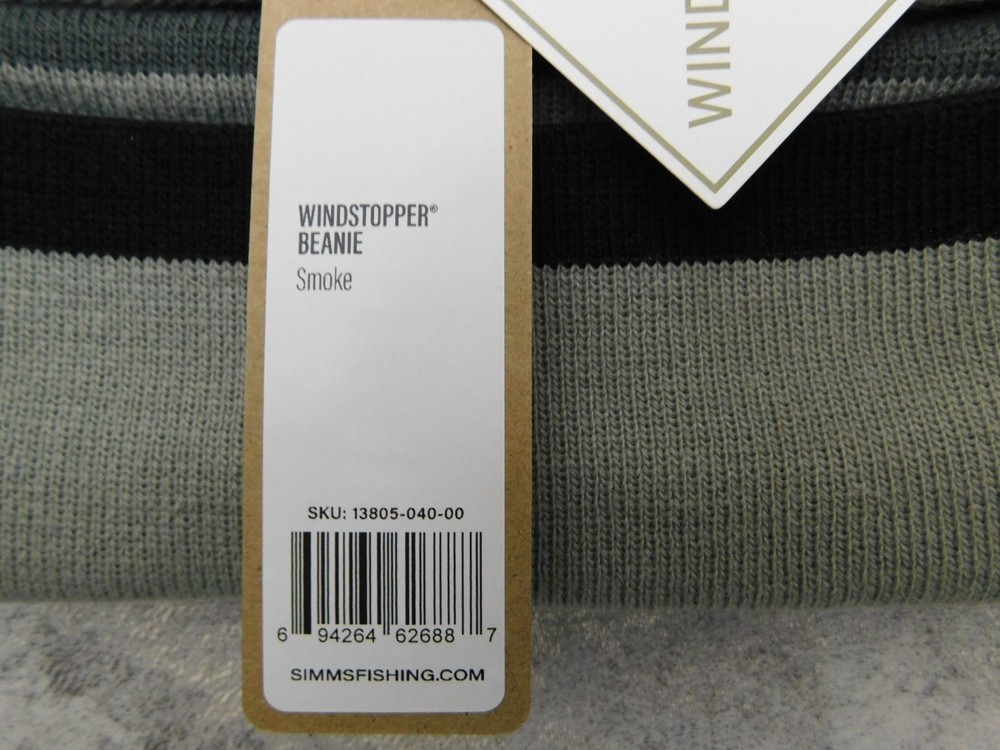 WIND
WINDSTOPPER®
BEANIE
Smoke
SKU: 13805-040-00
6 94264 62688 7
SIMMSFISHING.COM